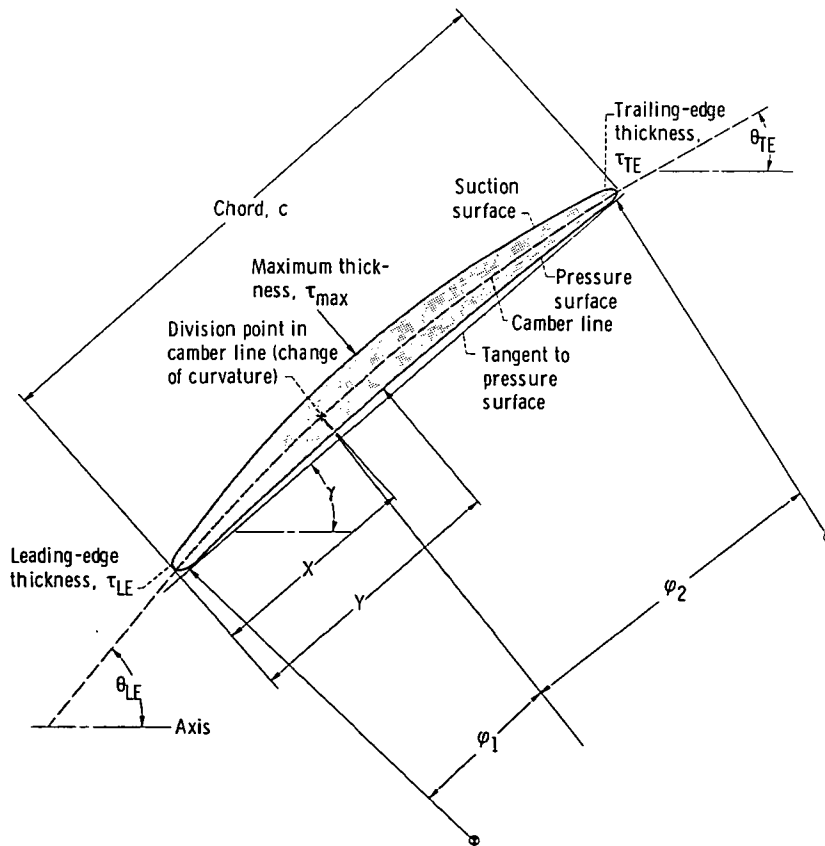 Trailing-edge
thickness,
τTE
θTE
Suction
surface
Chord, c
Maximum thick-
ness, τmax
Pressure
surface
Camber line
Division point in
camber line (change
of curvature)
Tangent to
pressure
surface
γ
Leading-edge
thickness, τLE
X
Y
φ2
θLE
Axis
φ1